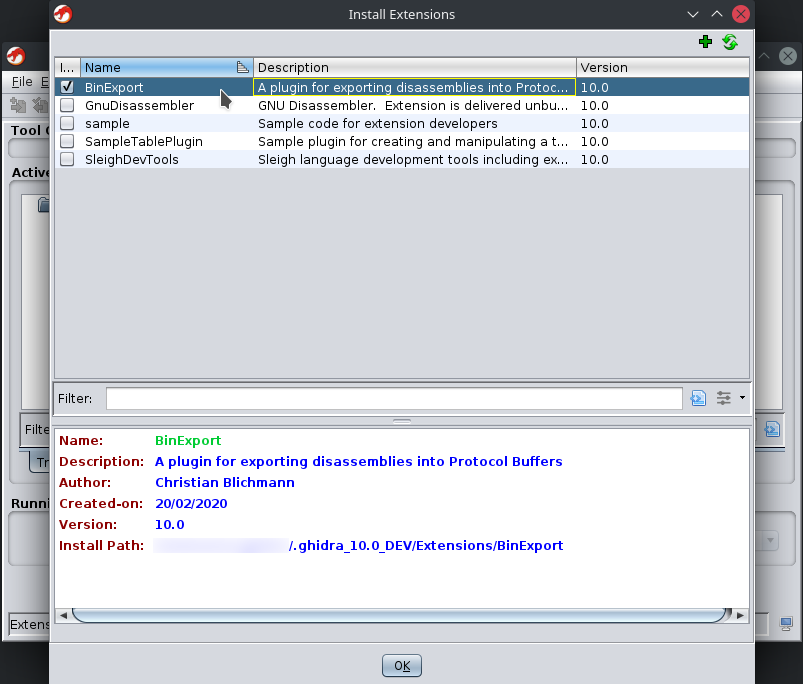 Install Extensions
I... Name Description Version
BinExport A plugin for exporting disassemblies into Protoc... 10.0
GnuDisassembler GNU Disassembler.  Extension is delivered unbu... 10.0
sample Sample code for extension developers 10.0
SampleTablePlugin Sample plugin for creating and manipulating a t... 10.0
SleighDevTools Sleigh language development tools including ex... 10.0
Filter:
Name: BinExport
Description: A plugin for exporting disassemblies into Protocol Buffers
Author: Christian Blichmann
Created-on: 20/02/2020
Version: 10.0
Install Path: /.ghidra_10.0_DEV/Extensions/BinExport
OK
File E
Tool C
Active
Filte
Tr
Runni
Extens